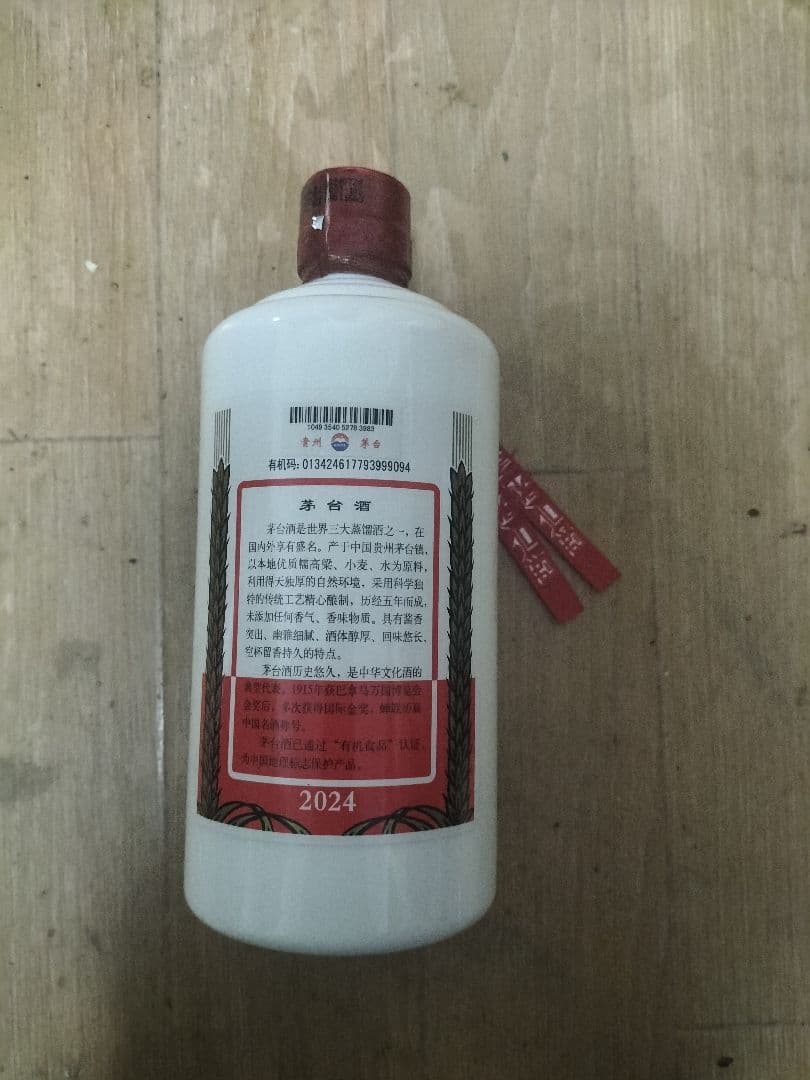 1049 3540 5278 3983
贵州 茅台
有机码: 013424617793999094
茅台酒
茅台酒是世界三大蒸馏酒之一，在
国内外享有盛名。产于中国贵州茅台镇，
以本地优质糯高粱、小麦、水为原料，
利用得天独厚的自然环境，采用科学独
特的传统工艺精心酿制，历经五年而成，
未添加任何香气、香味物质。具有酱香
突出、幽雅细腻、酒体醇厚、回味悠长、
空杯留香持久的特点。
茅台酒历史悠久，是中华文化酒的
典型代表。1915年获巴拿马万国博览会
金奖后，多次获得国际金奖，蝉联历届
中国名酒称号。
茅台酒已通过“有机食品”认证，
为中国地理标志保护产品。
2024